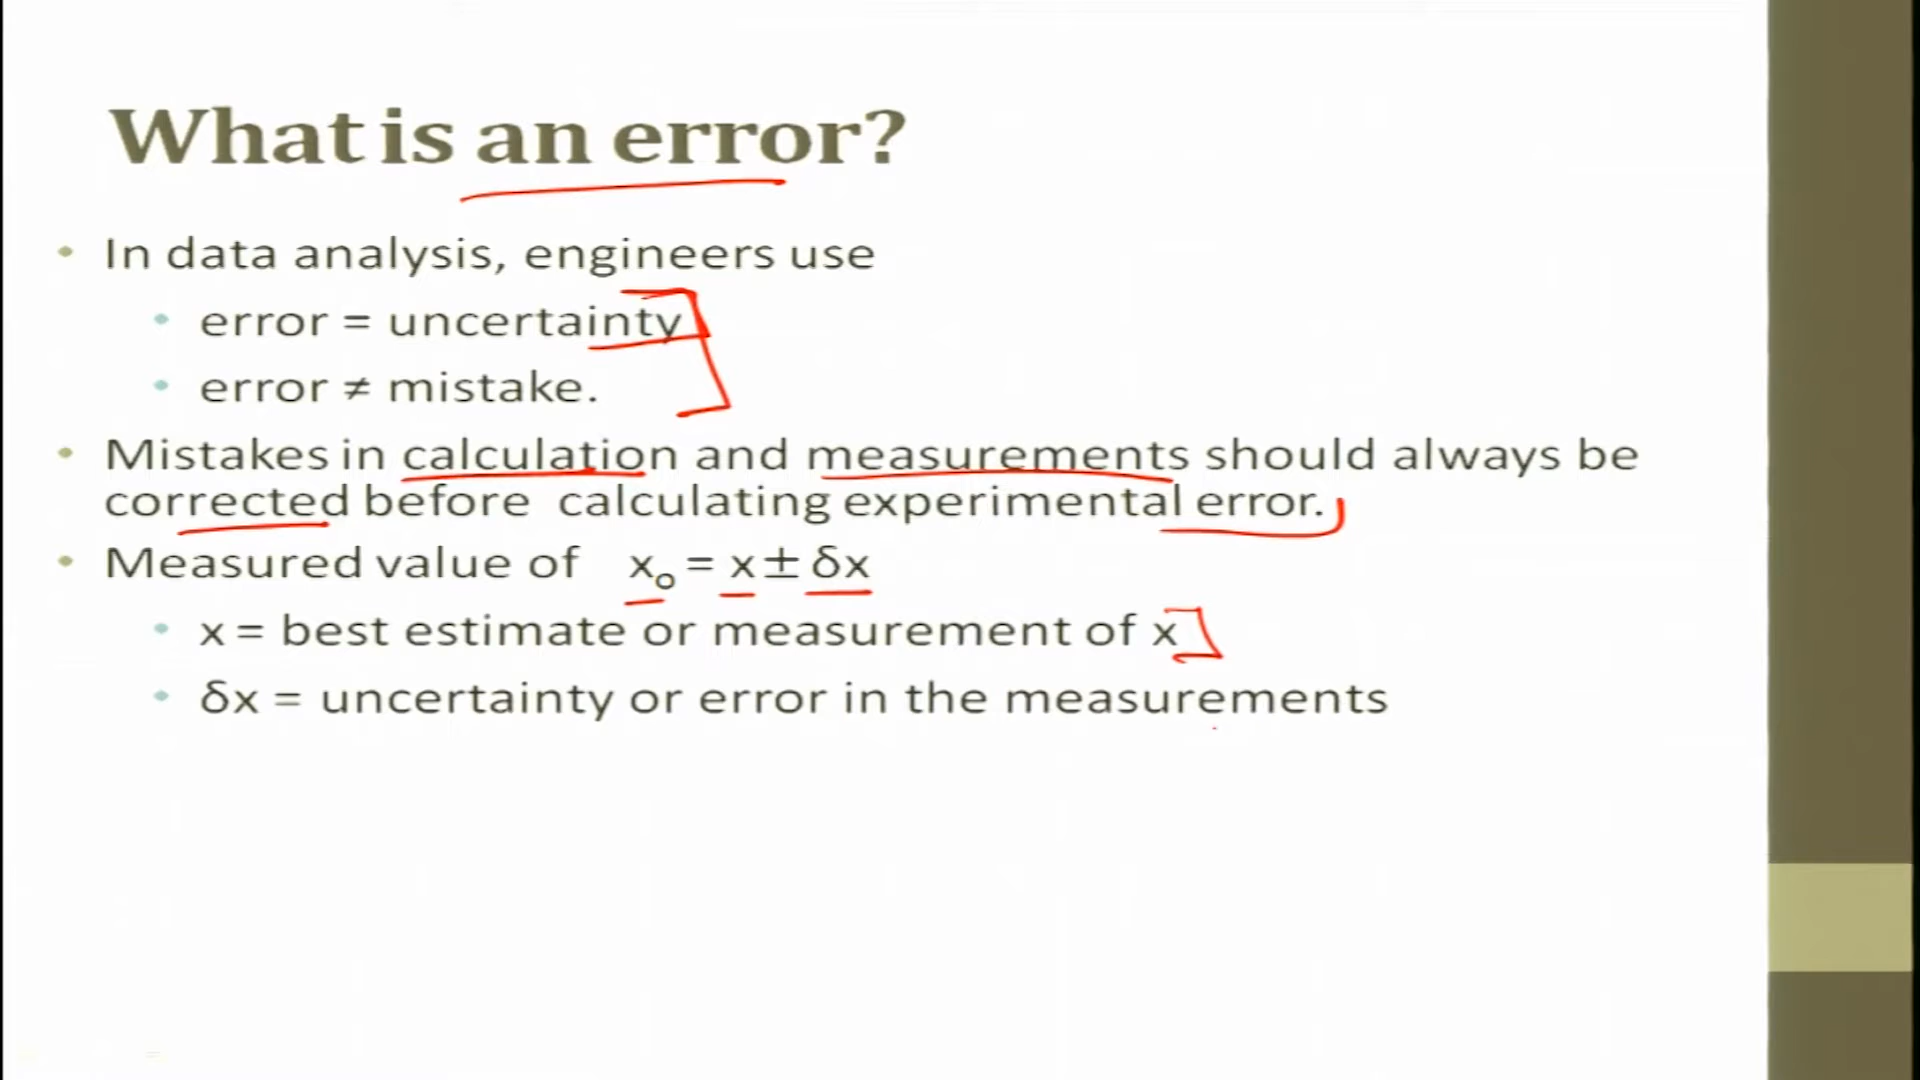 What is an error?
• In data analysis, engineers use
• error = uncertainty
• error ≠ mistake.
• Mistakes in calculation and measurements should always be
corrected before calculating experimental error.
• Measured value of x₀ = x ± δx
• x = best estimate or measurement of x
• δx = uncertainty or error in the measurements